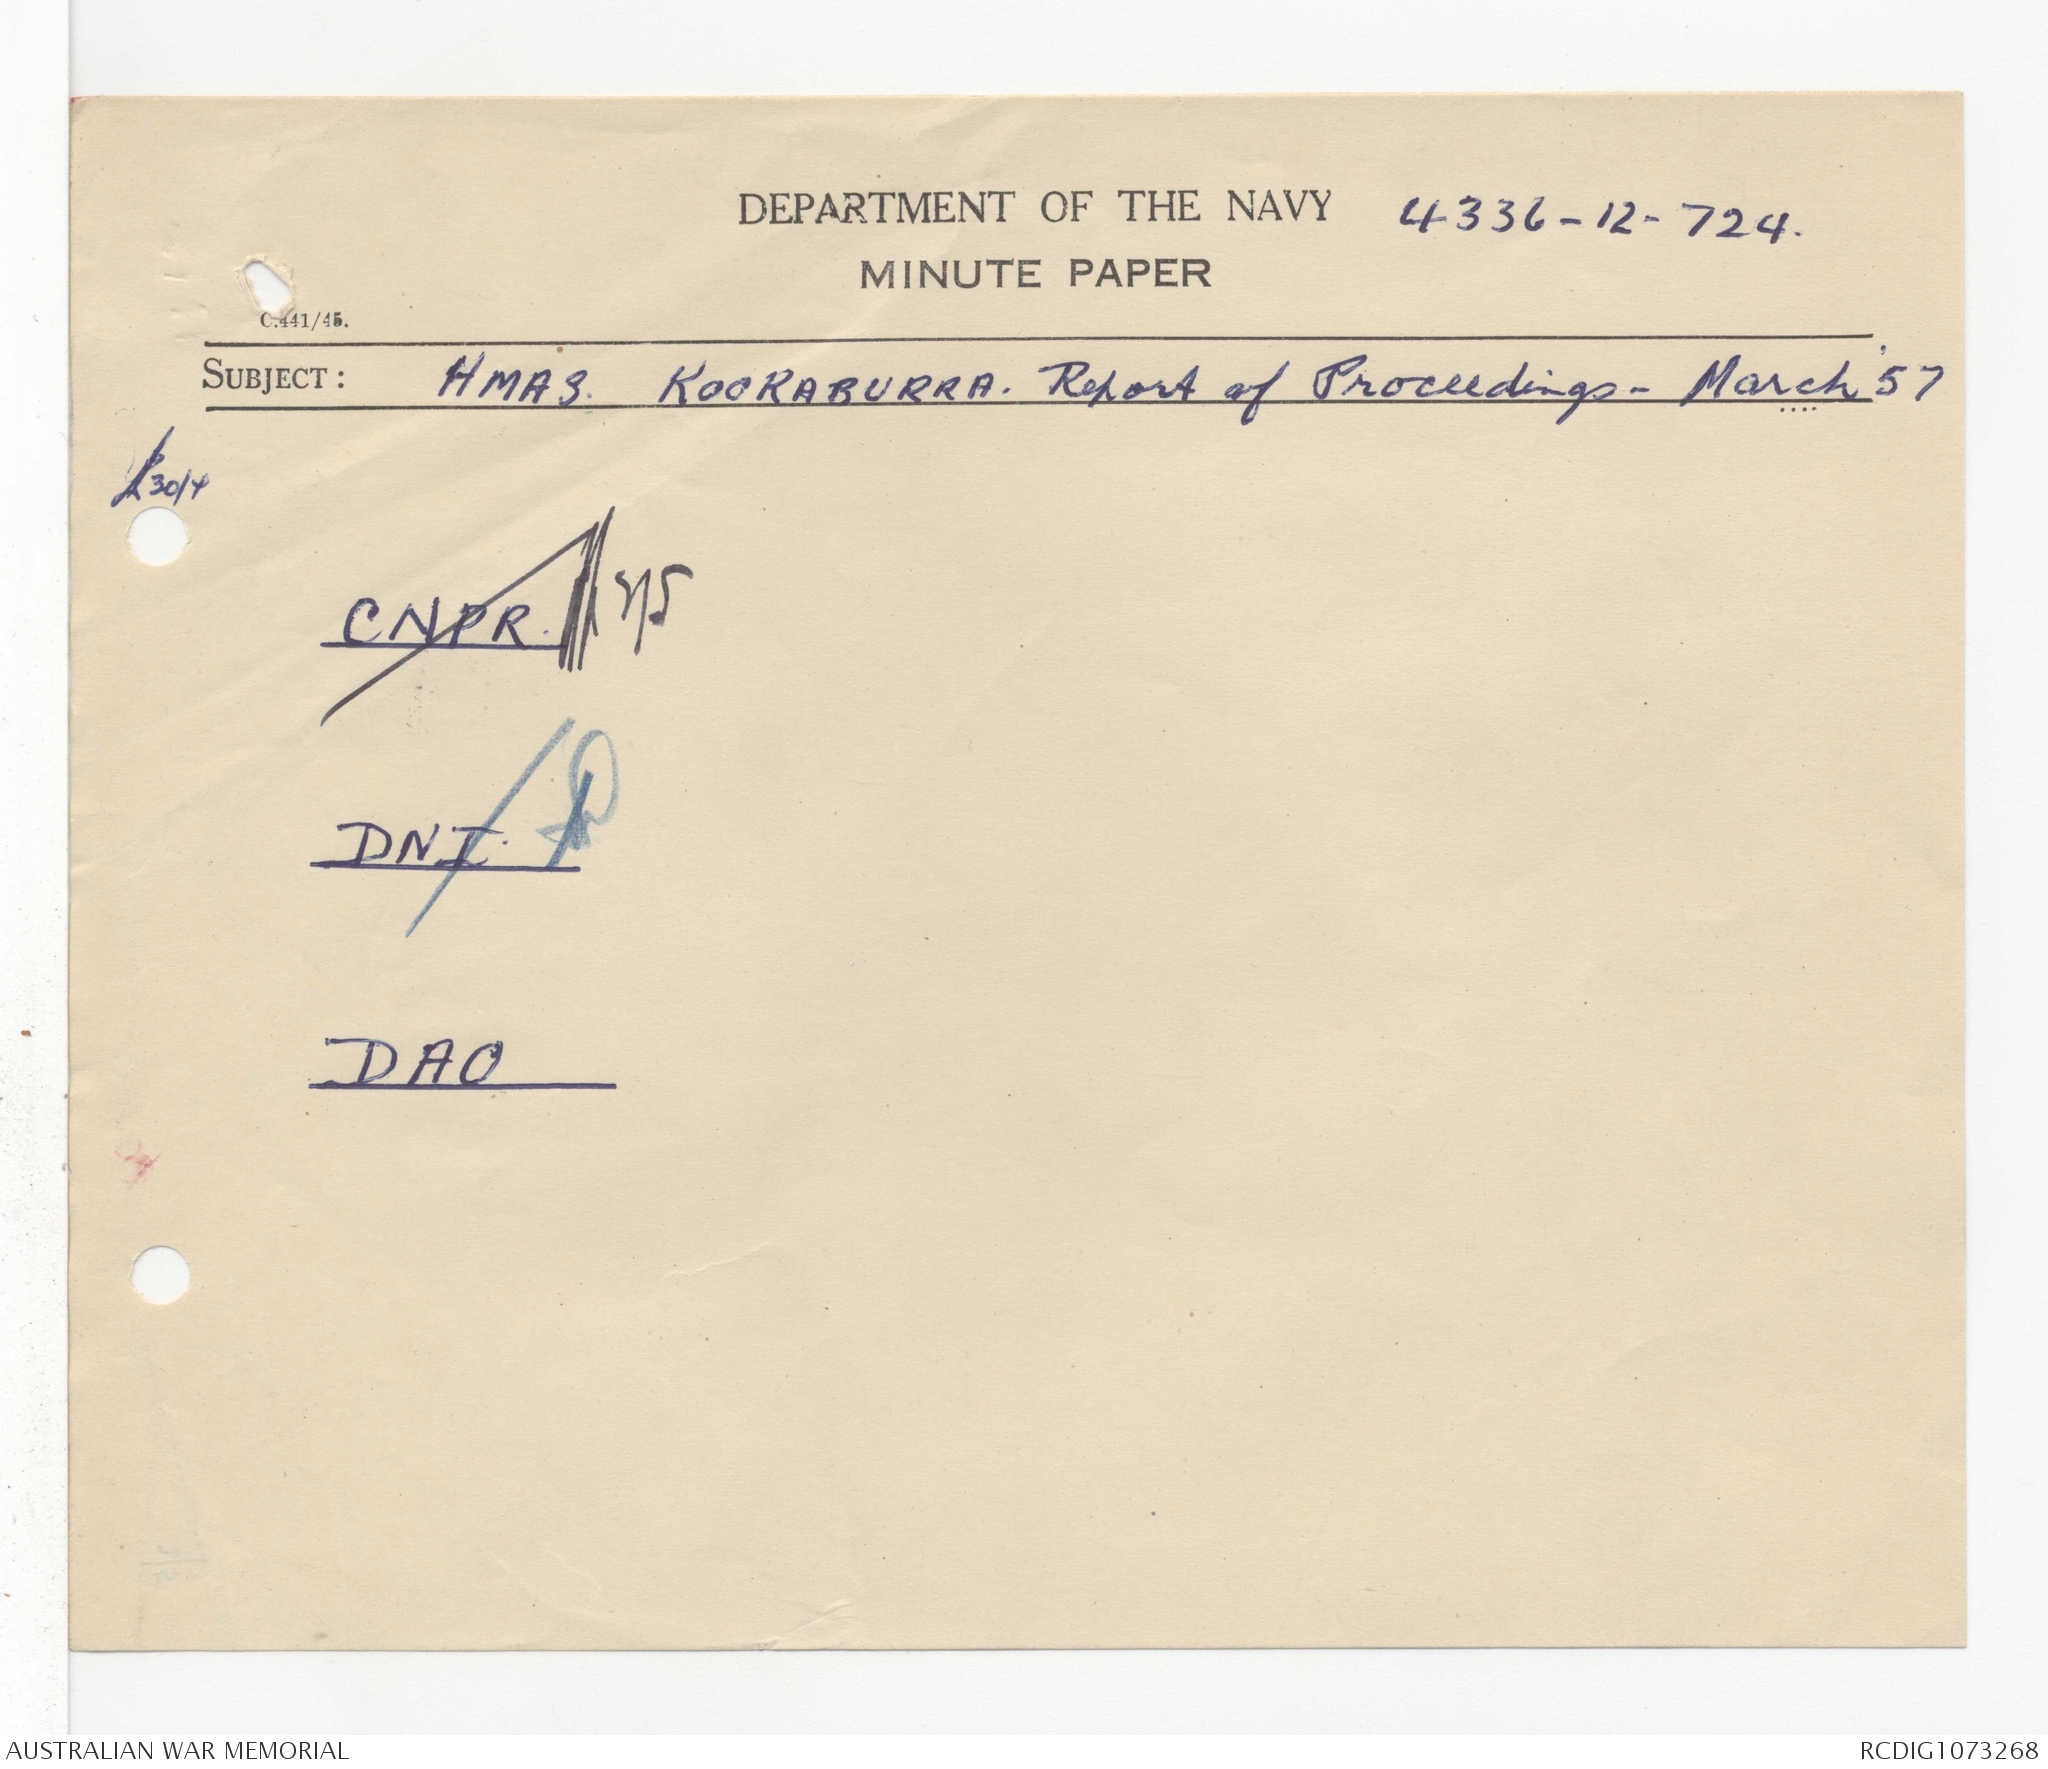 DEPARTMENT OF THE NAVY 4336-12-724.
MINUTE PAPER
C.441/45.
SUBJECT: HMAS. KOORABURRA. Report of Proceedings - March '57
30/4
CNPR.
DNI.
DAO
AUSTRALIAN WAR MEMORIAL
RCDIG1073268